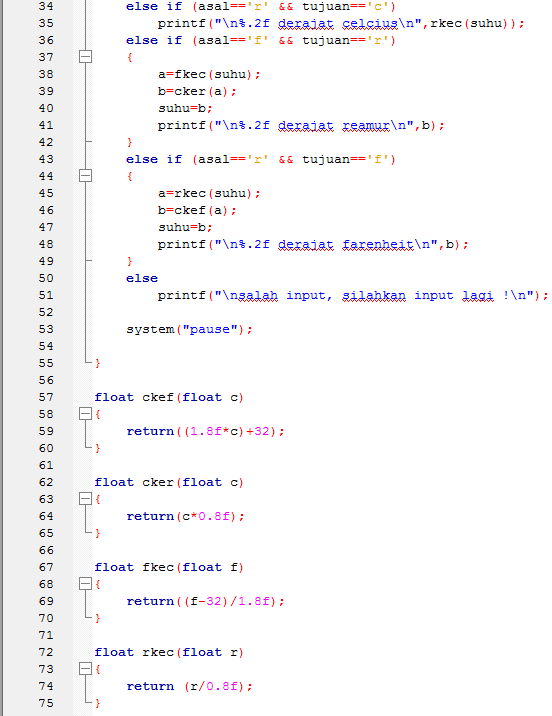 34 else if (asal=='r' && tujuan=='c')
35 printf("\n%.2f derajat celcius\n",rkec(suhu));
36 else if (asal=='f' && tujuan=='r')
37 {
38 a=fkec(suhu);
39 b=cker(a);
40 suhu=b;
41 printf("\n%.2f derajat reamur\n",b);
42 }
43 else if (asal=='r' && tujuan=='f')
44 {
45 a=rkec(suhu);
46 b=ckef(a);
47 suhu=b;
48 printf("\n%.2f derajat farenheit\n",b);
49 }
50 else
51 printf("\nsalah input, silahkan input lagi !\n");
52
53 system("pause");
54
55 }
56
57 float ckef(float c)
58 {
59 return((1.8f*c)+32);
60 }
61
62 float cker(float c)
63 {
64 return(c*0.8f);
65 }
66
67 float fkec(float f)
68 {
69 return((f-32)/1.8f);
70 }
71
72 float rkec(float r)
73 {
74 return (r/0.8f);
75 }